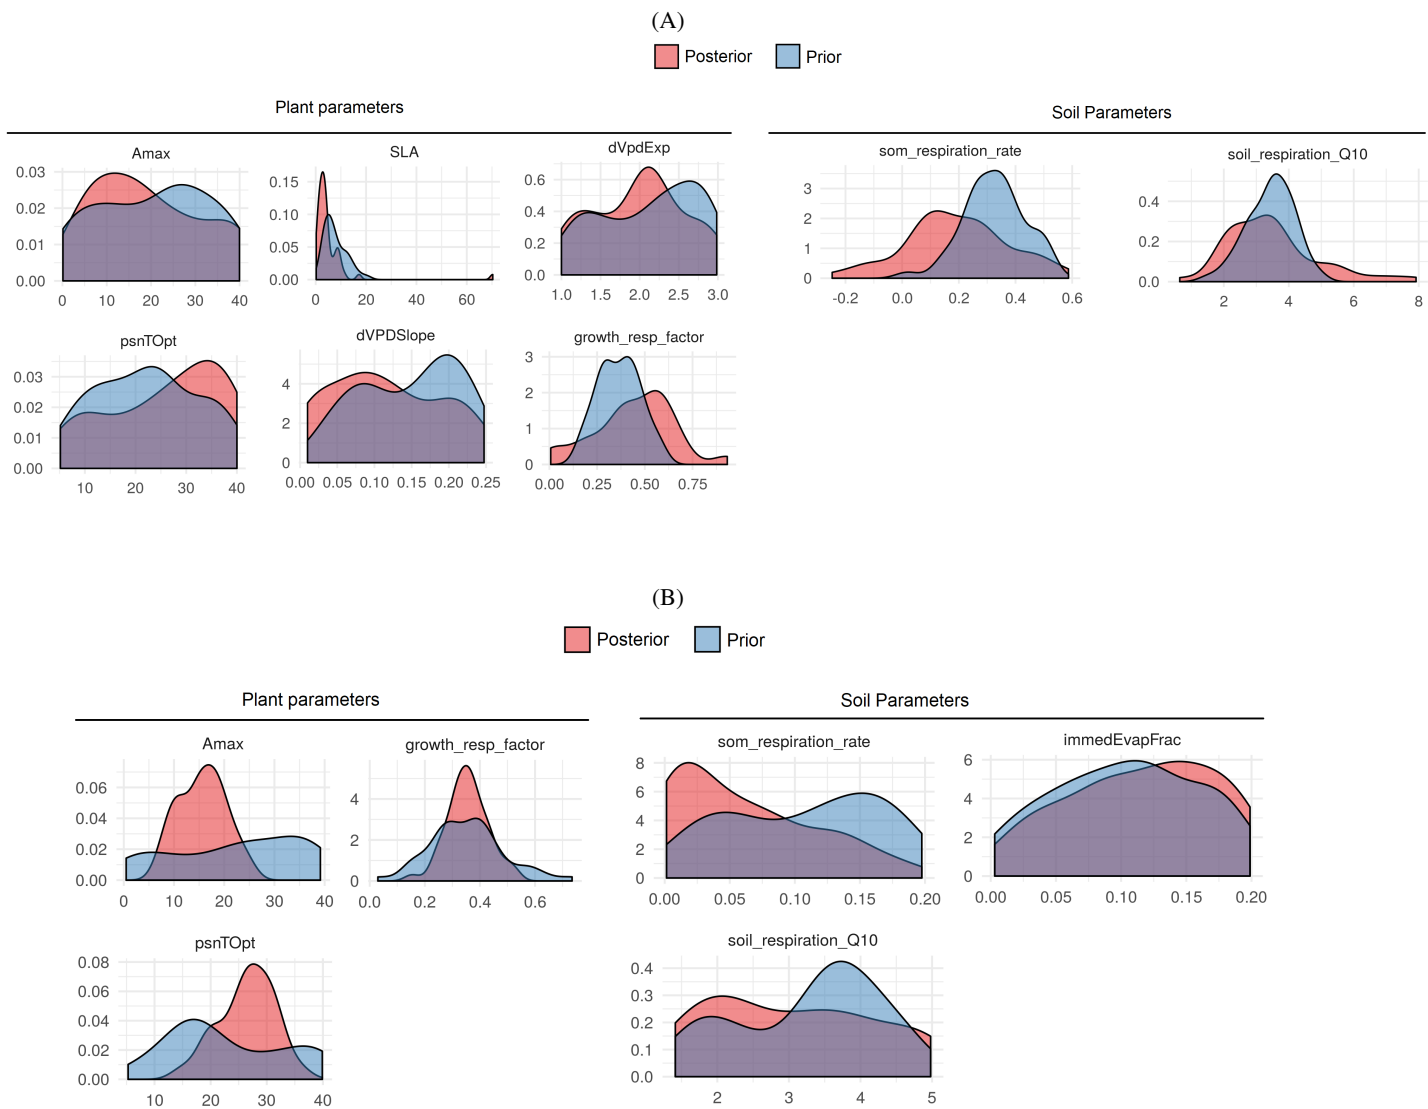 (A)
Posterior Prior
Plant parameters
Soil Parameters
Amax
0.03
0.02
0.01
0.00
0 10 20 30 40
SLA
0.15
0.10
0.05
0.00
0 20 40 60
dVpdExp
0.6
0.4
0.2
0.0
1.0 1.5 2.0 2.5 3.0
som_respiration_rate
3
2
1
0
-0.2 0.0 0.2 0.4 0.6
soil_respiration_Q10
0.4
0.2
0.0
2 4 6 8
psnTOpt
0.03
0.02
0.01
0.00
10 20 30 40
dVPDSlope
4
2
0
0.00 0.05 0.10 0.15 0.20 0.25
growth_resp_factor
3
2
1
0
0.00 0.25 0.50 0.75
(B)
Posterior Prior
Plant parameters
Soil Parameters
Amax
0.06
0.04
0.02
0.00
0 10 20 30 40
growth_resp_factor
4
2
0
0.0 0.2 0.4 0.6
som_respiration_rate
8
6
4
2
0
0.00 0.05 0.10 0.15 0.20
immedEvapFrac
6
4
2
0
0.00 0.05 0.10 0.15 0.20
psnTOpt
0.08
0.06
0.04
0.02
0.00
10 20 30 40
soil_respiration_Q10
0.4
0.3
0.2
0.1
0.0
2 3 4 5